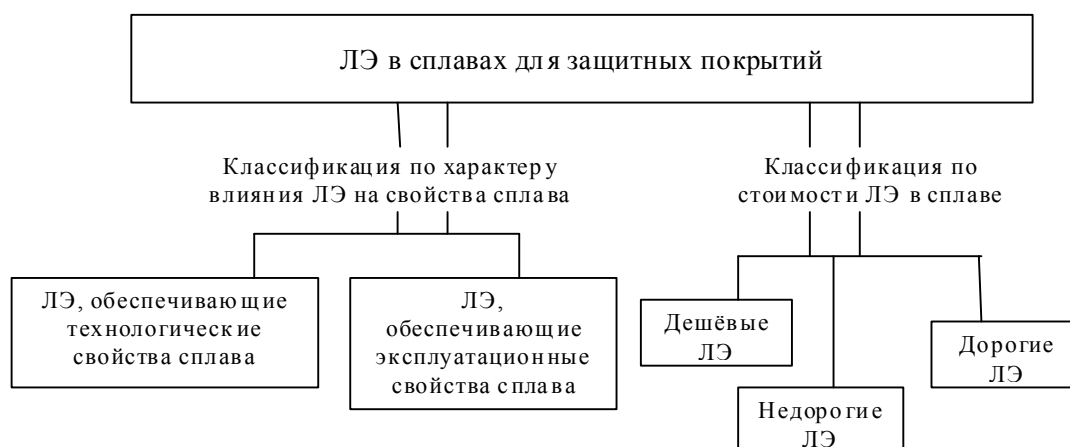 ЛЭ в сплавах для защитных покрытий
Классификация по характеру
влияния ЛЭ на свойства сплава
Классификация по
стоимости ЛЭ в сплаве
ЛЭ, обеспечивающие
технологические
свойства сплава
ЛЭ,
обеспечивающие
эксплуатационные
свойства сплава
Дешёвые
ЛЭ
Недорогие
ЛЭ
Дорогие
ЛЭ